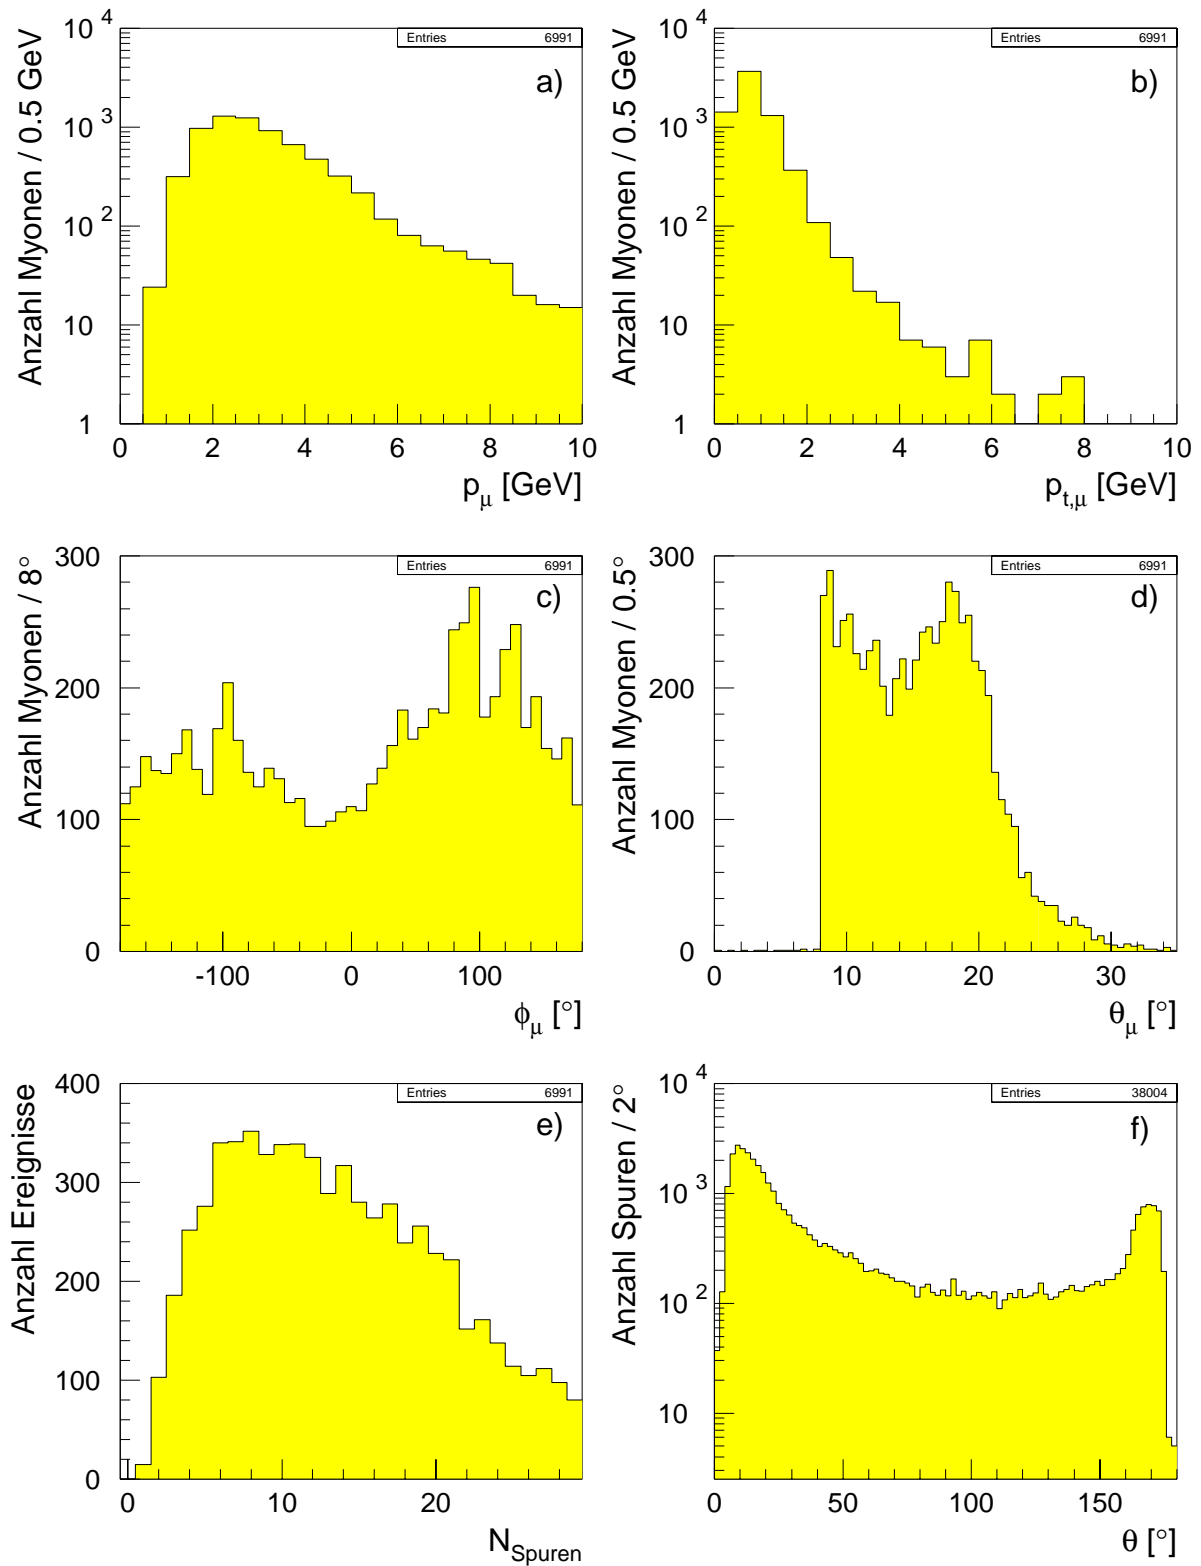 Entries 6991
a)
Anzahl Myonen / 0.5 GeV
10^4
10^3
10^2
10
1
0 2 4 6 8 10
p_μ [GeV]
Entries 6991
b)
Anzahl Myonen / 0.5 GeV
10^4
10^3
10^2
10
1
0 2 4 6 8 10
p_t,μ [GeV]
Entries 6991
c)
Anzahl Myonen / 8°
300
200
100
0
-100 0 100
ϕ_μ [°]
Entries 6991
d)
Anzahl Myonen / 0.5°
300
200
100
0
0 10 20 30
θ_μ [°]
Entries 6991
e)
Anzahl Ereignisse
400
300
200
100
0
0 10 20
N_Spuren
Entries 38004
f)
Anzahl Spuren / 2°
10^4
10^3
10^2
10
0 50 100 150
θ [°]